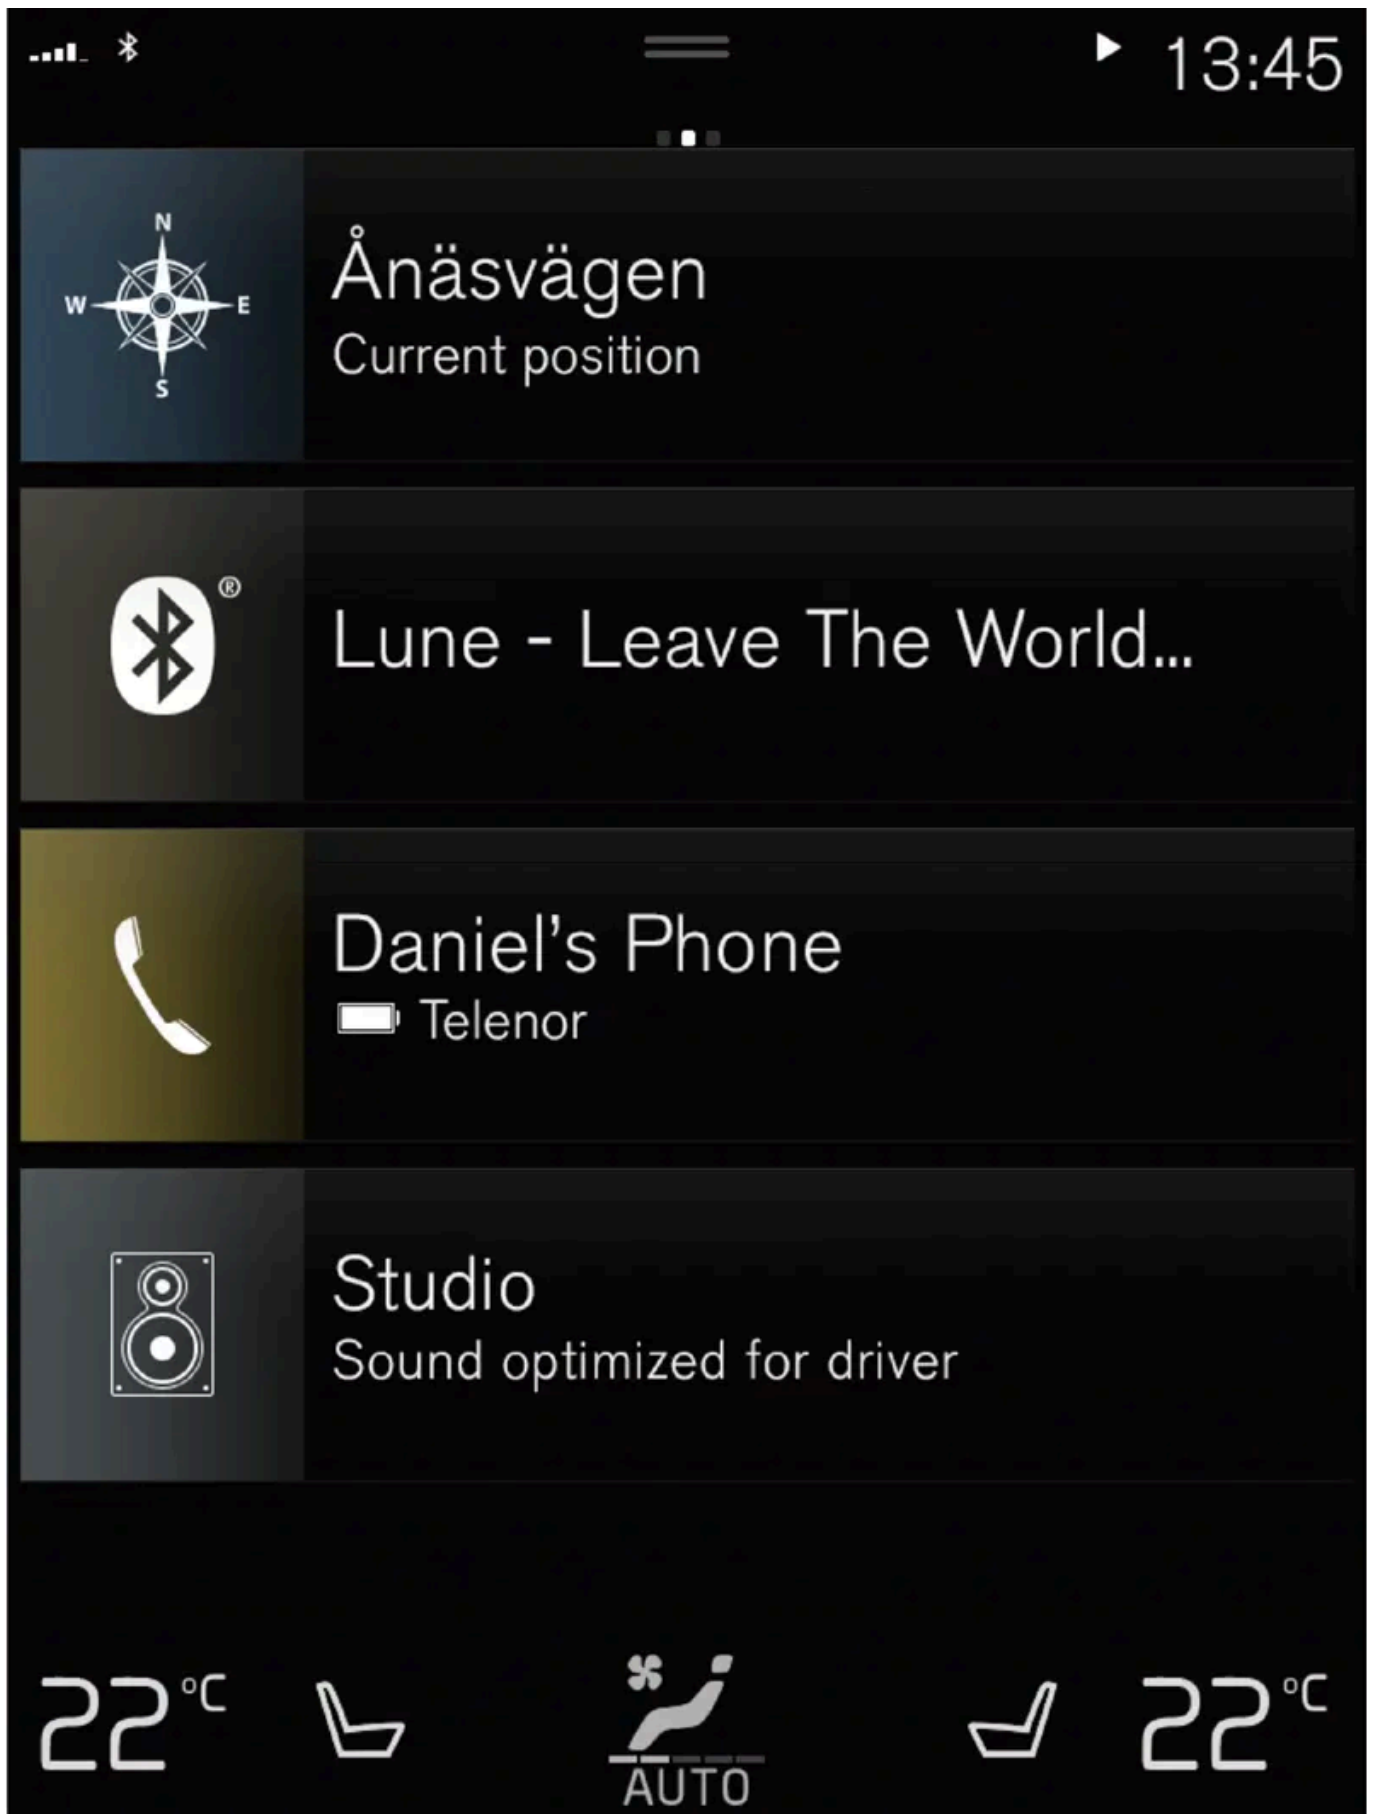 13:45
N
W E
S
Ånäsvägen
Current position
®
Lune - Leave The World...
Daniel’s Phone
Telenor
Studio
Sound optimized for driver
22°C 22°C
AUTO